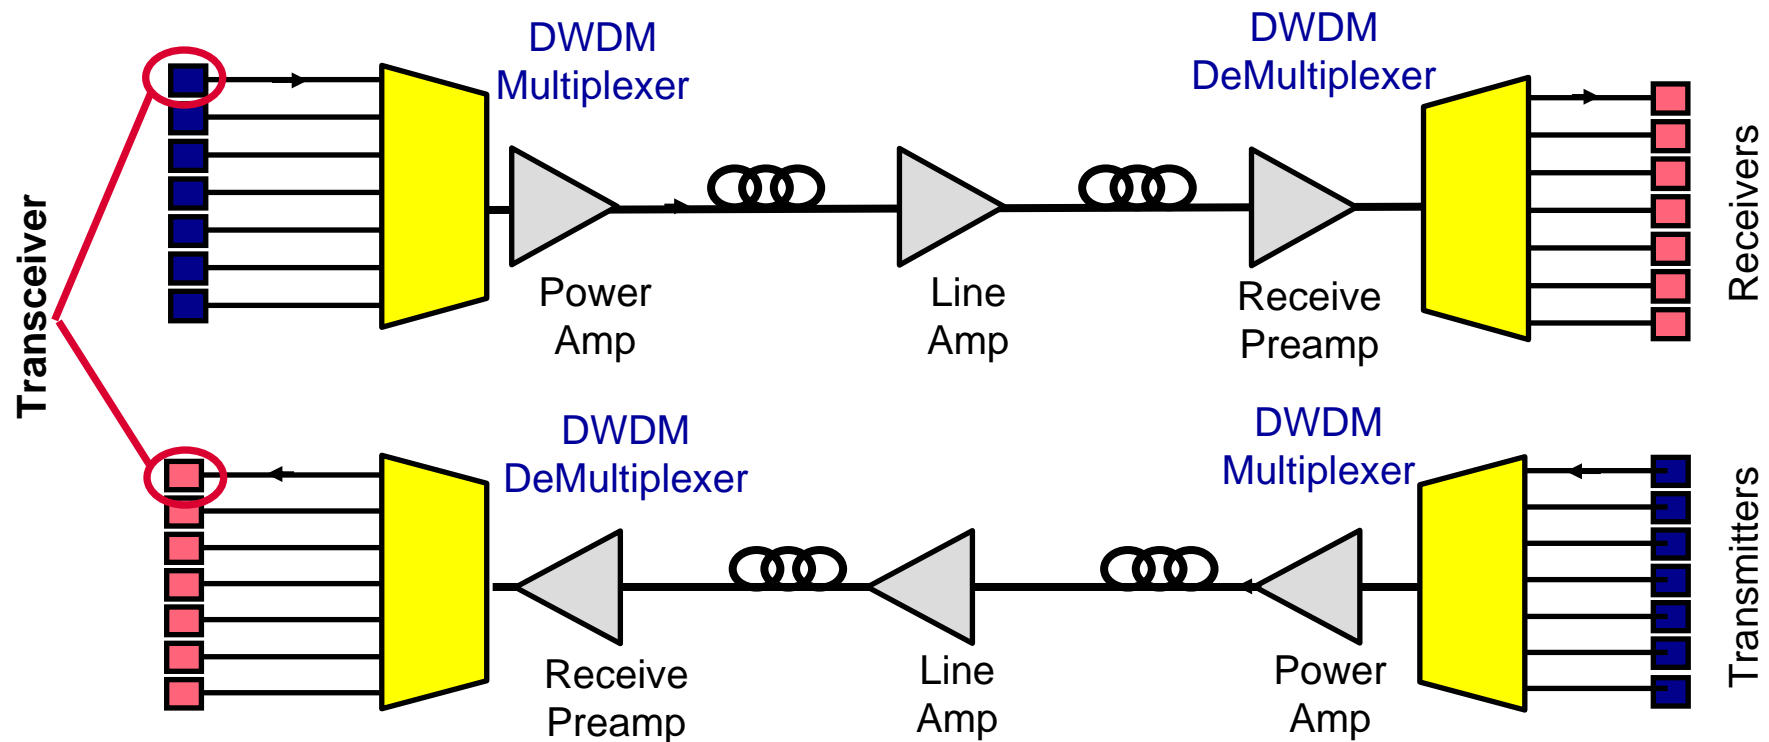 DWDM
Multiplexer
DWDM
DeMultiplexer
Transceiver
Power
Amp
Line
Amp
Receive
Preamp
Receivers
DWDM
DeMultiplexer
DWDM
Multiplexer
Receive
Preamp
Line
Amp
Power
Amp
Transmitters